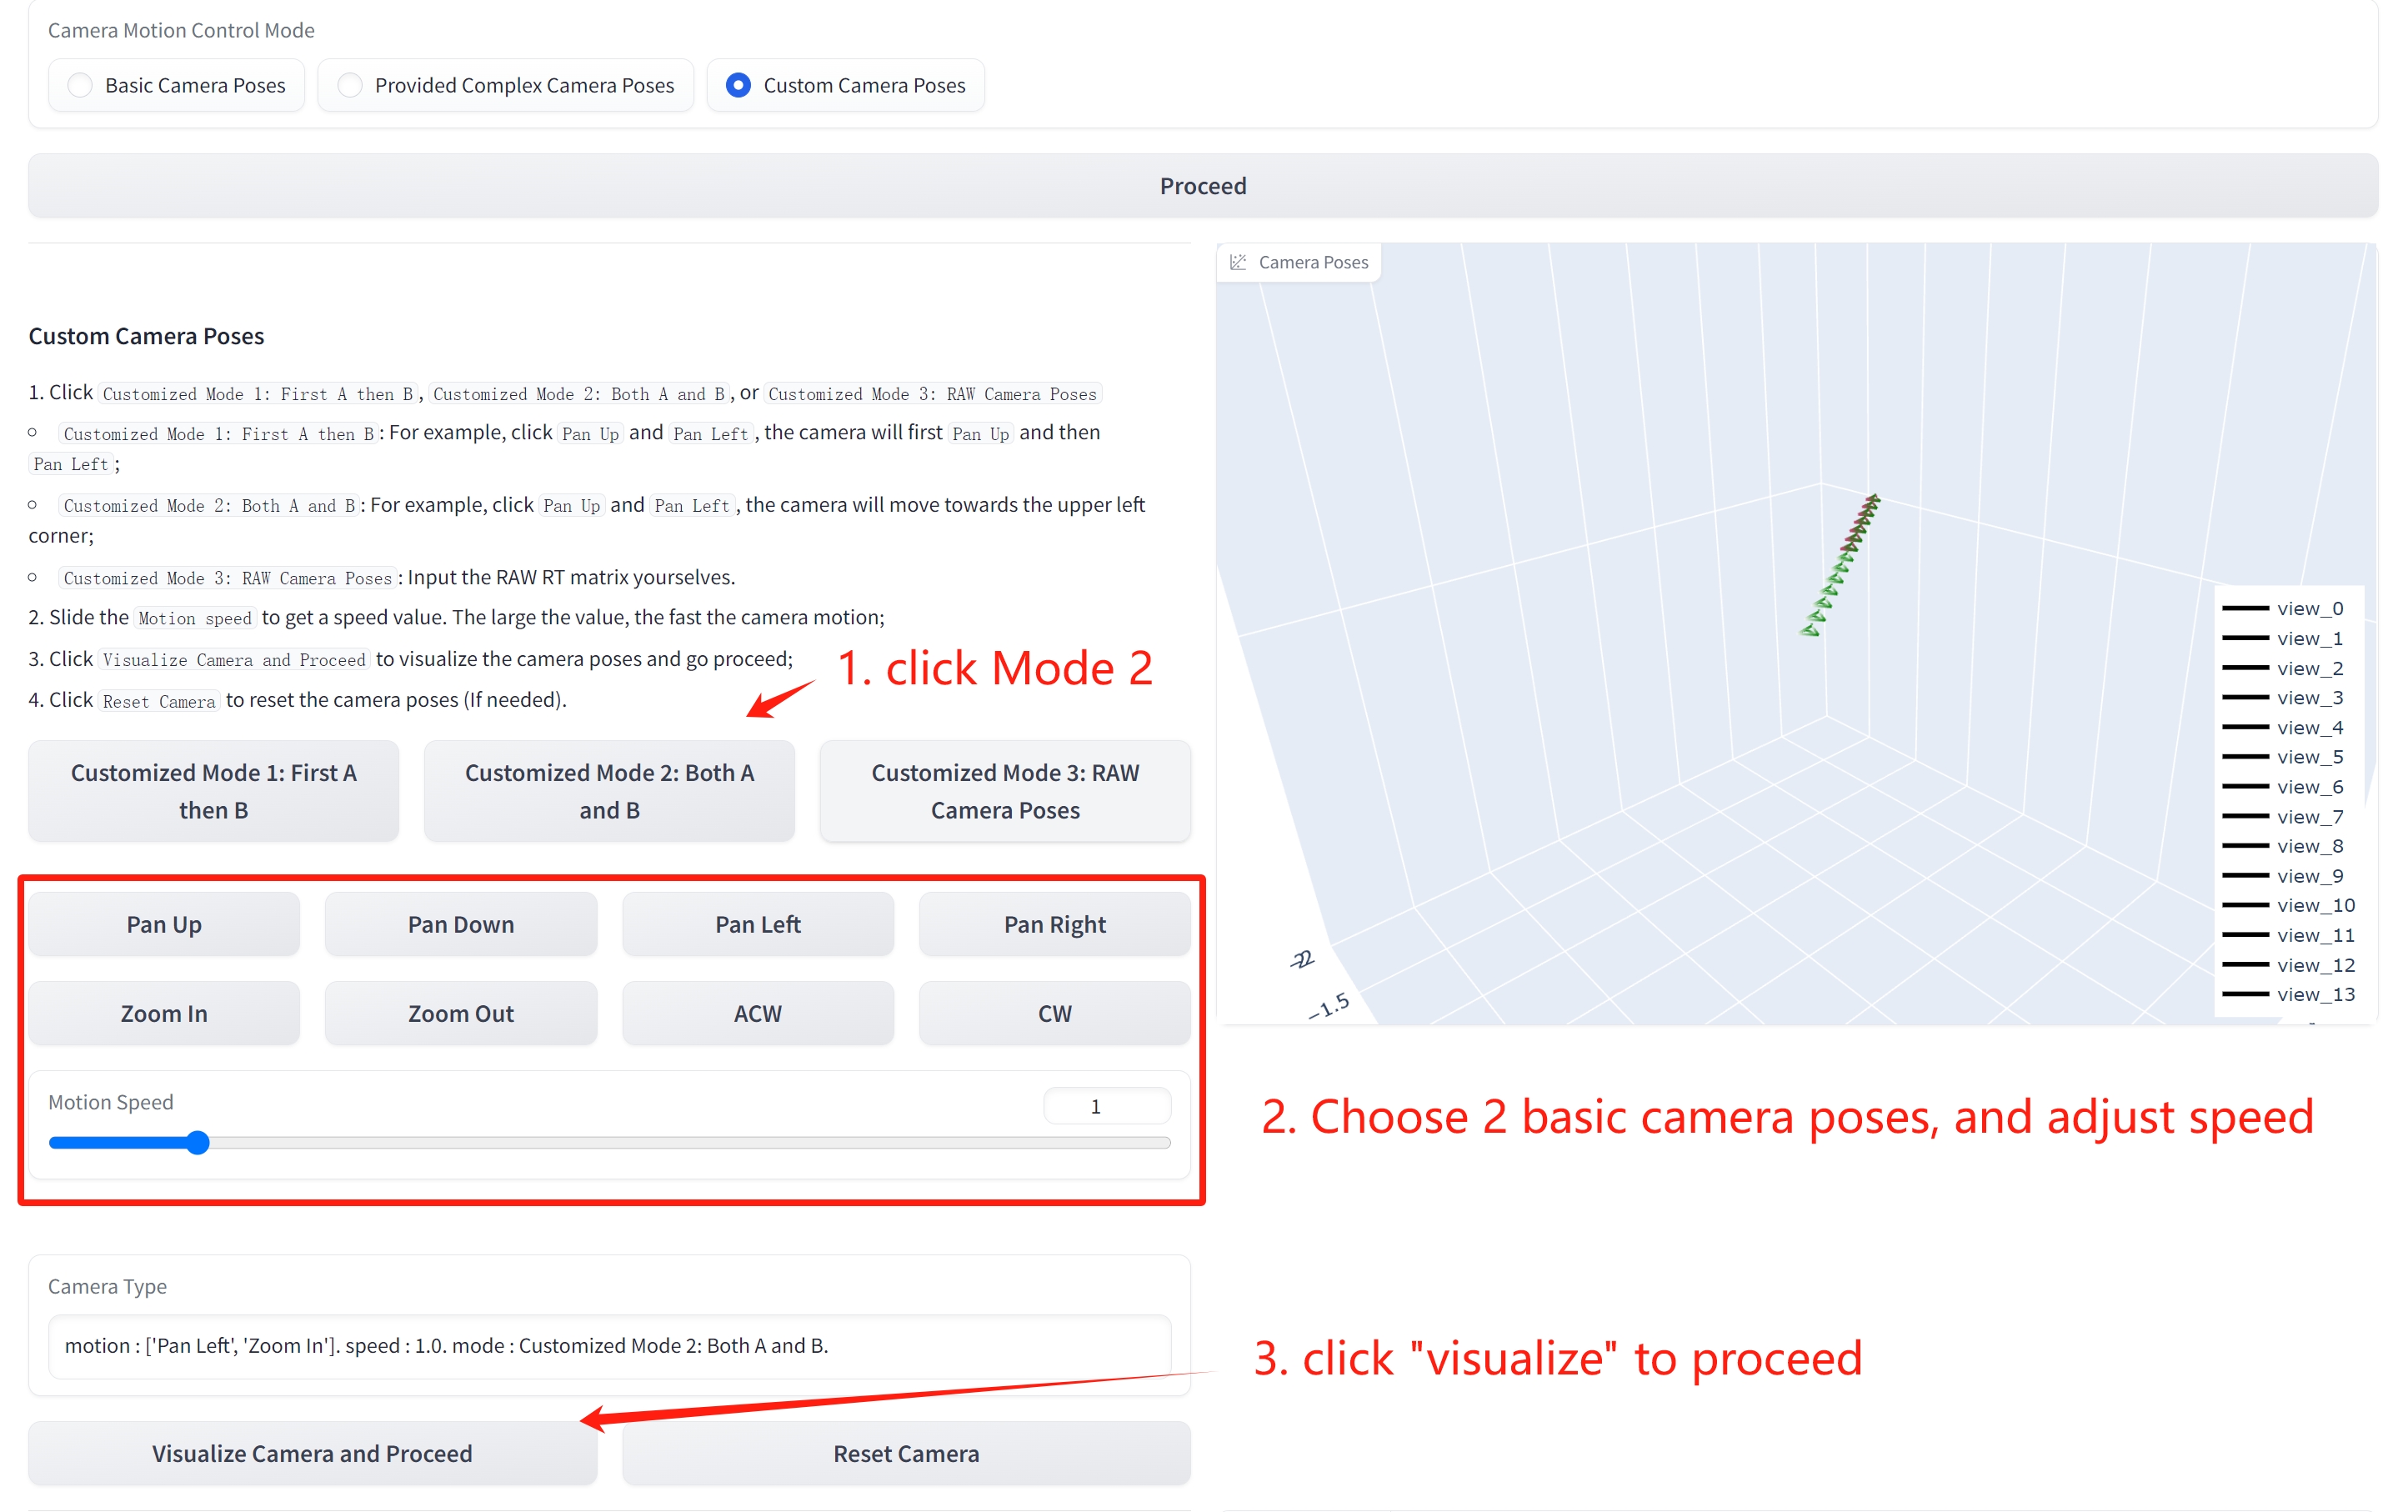 Camera Motion Control Mode
Basic Camera Poses
Provided Complex Camera Poses
Custom Camera Poses
Proceed
Custom Camera Poses
1. Click Customized Mode 1: First A then B, Customized Mode 2: Both A and B, or Customized Mode 3: RAW Camera Poses
Customized Mode 1: First A then B: For example, click Pan Up and Pan Left, the camera will first Pan Up and then
Pan Left;
Customized Mode 2: Both A and B: For example, click Pan Up and Pan Left, the camera will move towards the upper left
corner;
Customized Mode 3: RAW Camera Poses: Input the RAW RT matrix yourselves.
2. Slide the Motion speed to get a speed value. The large the value, the fast the camera motion;
3. Click Visualize Camera and Proceed to visualize the camera poses and go proceed;
4. Click Reset Camera to reset the camera poses (If needed).
1. click Mode 2
Customized Mode 1: First A
then B
Customized Mode 2: Both A
and B
Customized Mode 3: RAW
Camera Poses
Pan Up
Pan Down
Pan Left
Pan Right
Zoom In
Zoom Out
ACW
CW
Motion Speed
1
Camera Type
motion : ['Pan Left', 'Zoom In']. speed : 1.0. mode : Customized Mode 2: Both A and B.
Visualize Camera and Proceed
Reset Camera
Camera Poses
view_0
view_1
view_2
view_3
view_4
view_5
view_6
view_7
view_8
view_9
view_10
view_11
view_12
view_13
−1.5
2. Choose 2 basic camera poses, and adjust speed
3. click "visualize" to proceed